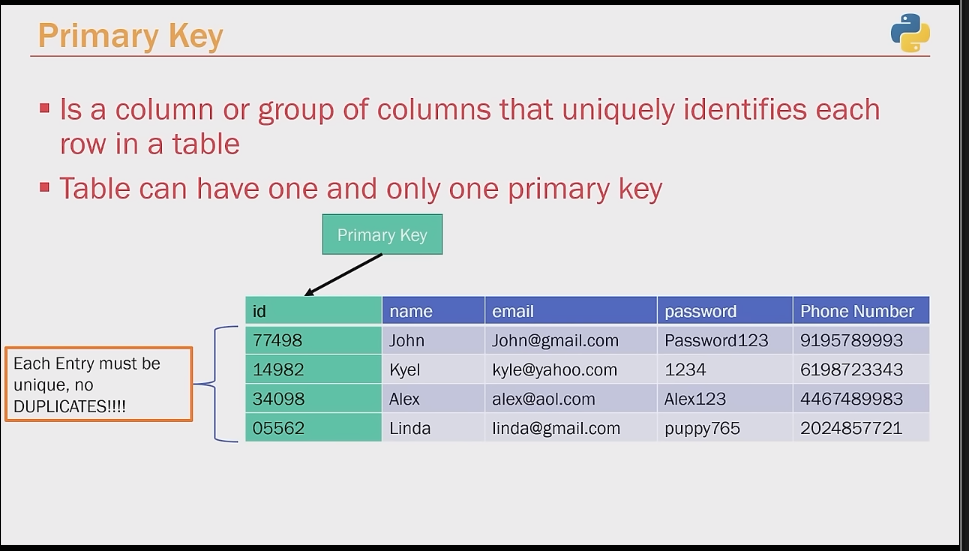 Primary Key
Is a column or group of columns that uniquely identifies each
row in a table
Table can have one and only one primary key
Primary Key
id name email password Phone Number
77498 John John@gmail.com Password123 9195789993
14982 Kyel kyle@yahoo.com 1234 6198723343
34098 Alex alex@aol.com Alex123 4467489983
05562 Linda linda@gmail.com puppy765 2024857721
Each Entry must be
unique, no
DUPLICATES!!!!